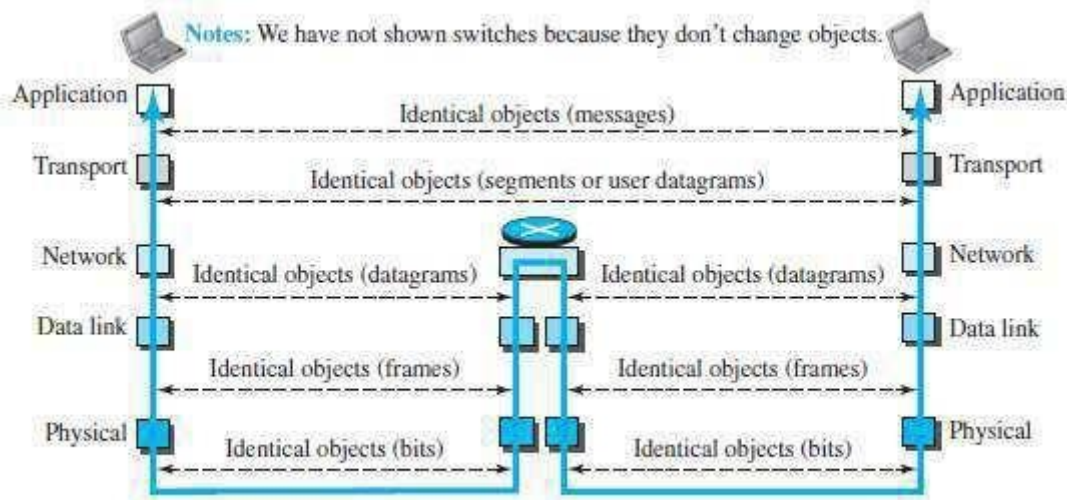 Notes: We have not shown switches because they don't change objects.
Application
Application
Identical objects (messages)
Transport
Transport
Identical objects (segments or user datagrams)
Network
Network
Identical objects (datagrams)
Identical objects (datagrams)
Data link
Data link
Identical objects (frames)
Identical objects (frames)
Physical
Physical
Identical objects (bits)
Identical objects (bits)